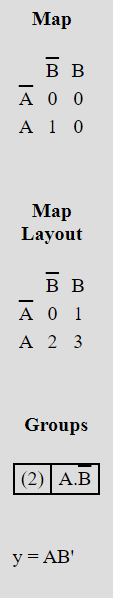 Map
B̅ B
A̅ 0 0
A 1 0
Map
Layout
B̅ B
A̅ 0 1
A 2 3
Groups
(2) A.B̅
y = AB'